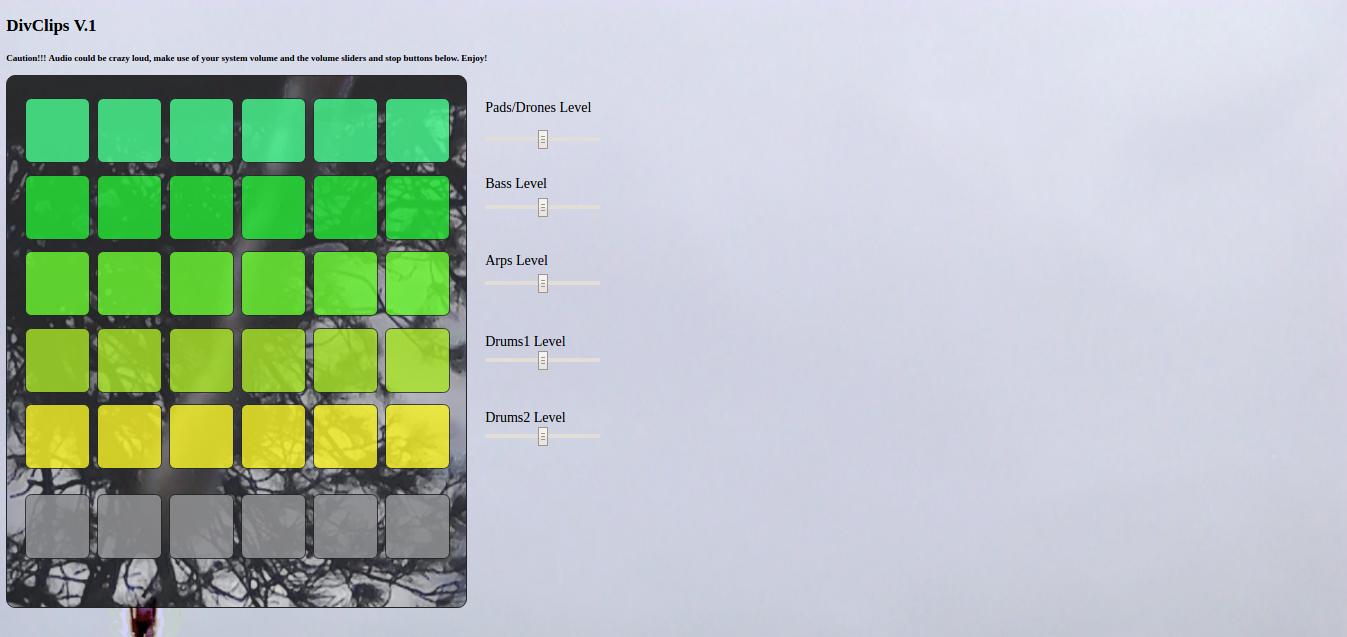 DivClips V.1
Caution!!! Audio could be crazy loud, make use of your system volume and the volume sliders and stop buttons below. Enjoy!
Pads/Drones Level
Bass Level
Arps Level
Drums1 Level
Drums2 Level